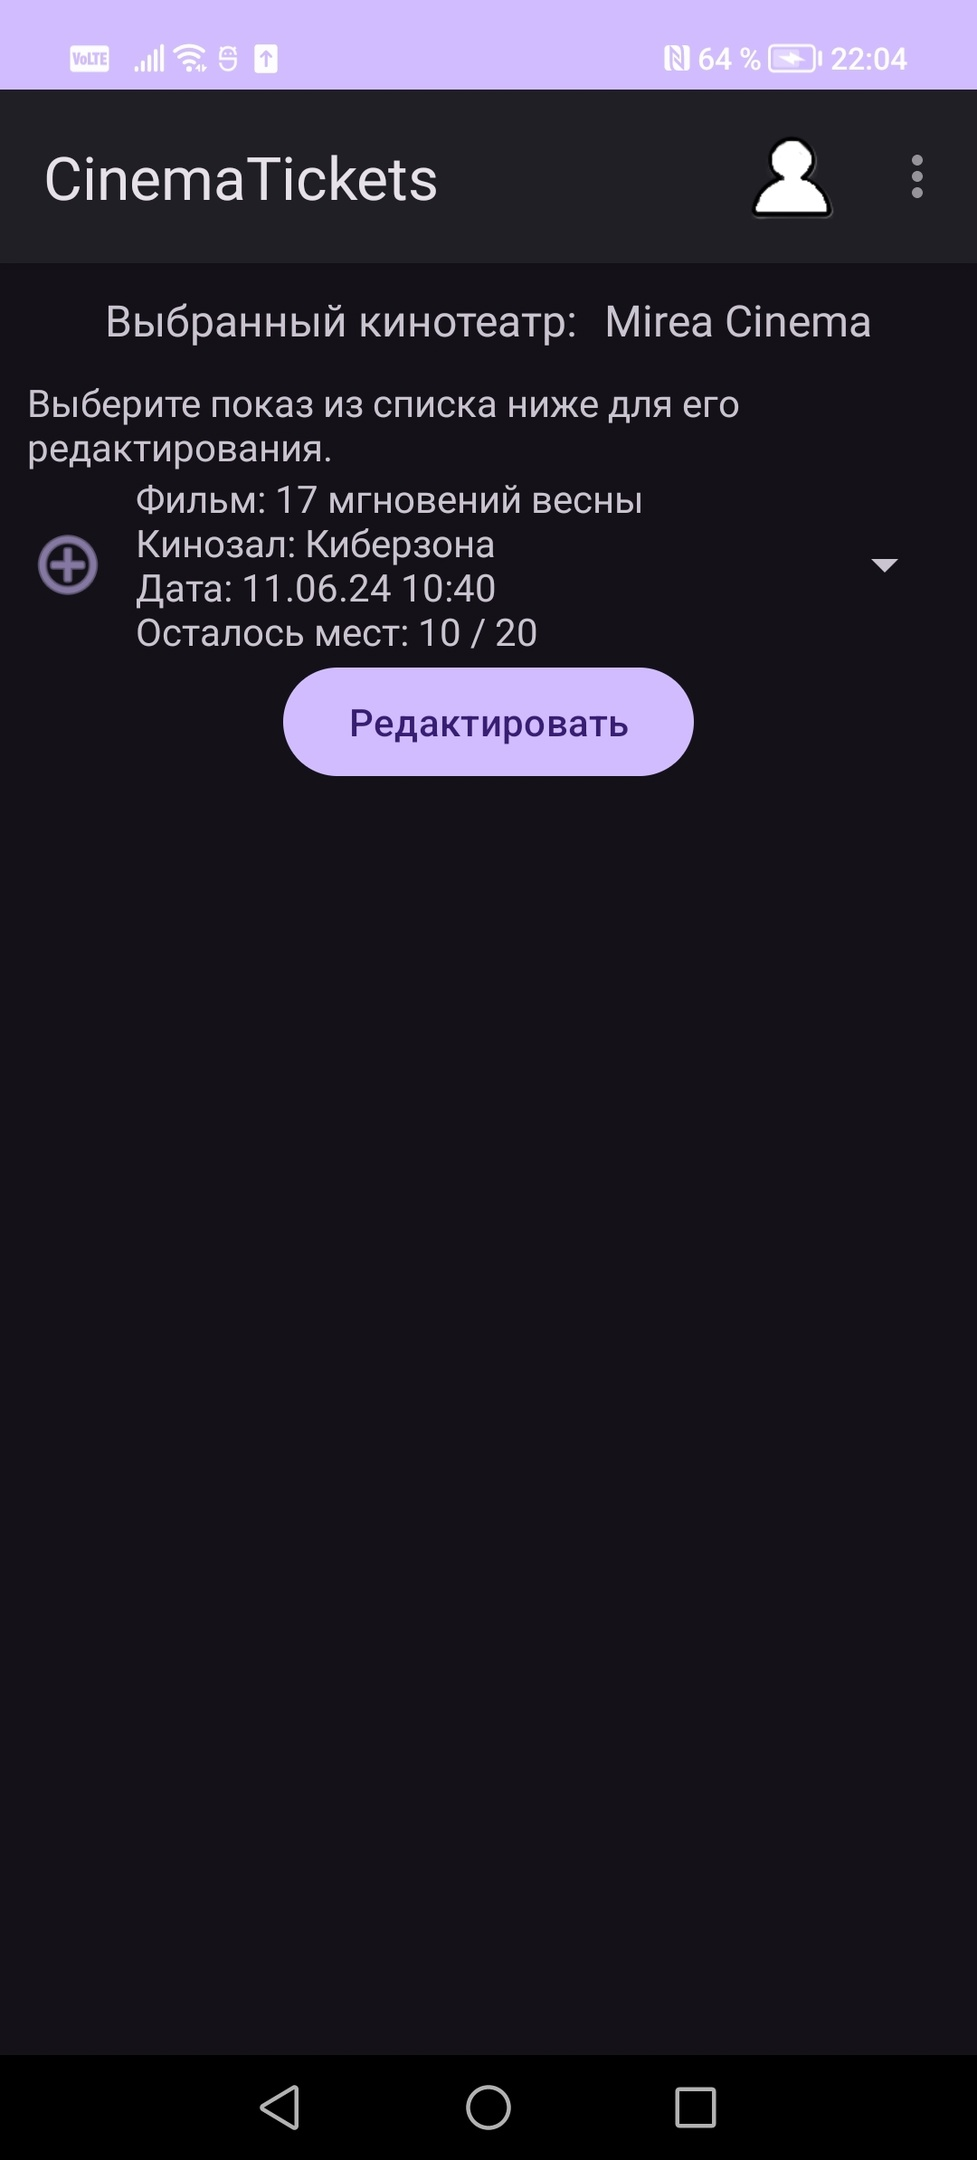 VoLTE 64 % 22:04
CinemaTickets
Выбранный кинотеатр: Mirea Cinema
Выберите показ из списка ниже для его
редактирования.
Фильм: 17 мгновений весны
Кинозал: Киберзона
Дата: 11.06.24 10:40
Осталось мест: 10 / 20
Редактировать